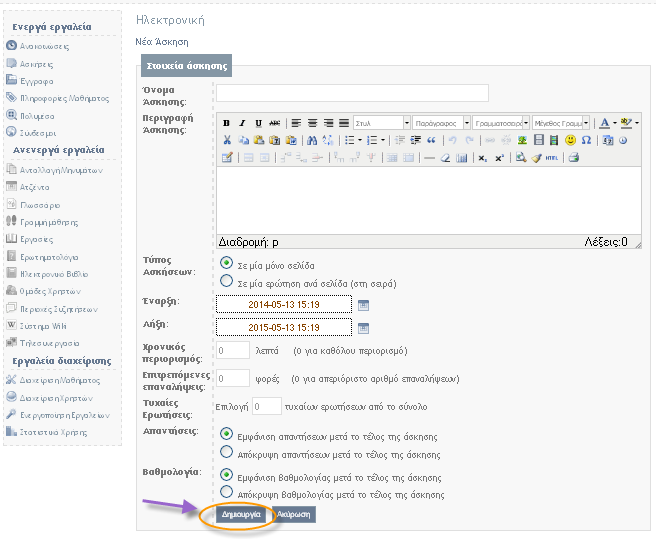 Ηλεκτρονική
Νέα Άσκηση
Ενεργά εργαλεία
Ανακοινώσεις
Ασκήσεις
Έγγραφα
Πληροφορίες Μαθήματος
Πολυμέσα
Σύνδεσμοι
Ανενεργά εργαλεία
Ανταλλαγή Μηνυμάτων
Ατζέντα
Γλωσσάριο
Γραμμή μάθησης
Εργασίες
Ερωτηματολόγια
Ηλεκτρονικό Βιβλίο
Ομάδες Χρηστών
Περιοχές Συζητήσεων
Σύστημα Wiki
Τηλεσυνεργασία
Εργαλεία διαχείρισης
Διαχείριση Μαθήματος
Διαχείριση Χρηστών
Ενεργοποίηση Εργαλείων
Στατιστικά Χρήσης
Στοιχεία άσκησης
Όνομα Άσκησης:
Περιγραφή Άσκησης:
B I U ABC Στυλ Παράγραφος Γραμματοσειρά Μέγεθος Γραμμ A ab
HTML
Διαδρομή: p Λέξεις:0
Τύπος Ασκήσεων: Σε μία μόνο σελίδα
Σε μία ερώτηση ανά σελίδα (στη σειρά)
Έναρξη: 2014-05-13 15:19
Λήξη: 2015-05-13 15:19
Χρονικός περιορισμός: 0 λεπτά (0 για καθόλου περιορισμό)
Επιτρεπόμενες επαναλήψεις: 0 φορές (0 για απεριόριστο αριθμό επαναλήψεων)
Τυχαίες Ερωτήσεις: Επιλογή 0 τυχαίων ερωτήσεων από το σύνολο
Απαντήσεις: Εμφάνιση απαντήσεων μετά το τέλος της άσκησης
Απόκρυψη απαντήσεων μετά το τέλος της άσκησης
Βαθμολογία: Εμφάνιση βαθμολογίας μετά το τέλος της άσκησης
Απόκρυψη βαθμολογίας μετά το τέλος της άσκησης
Δημιουργία Ακύρωση